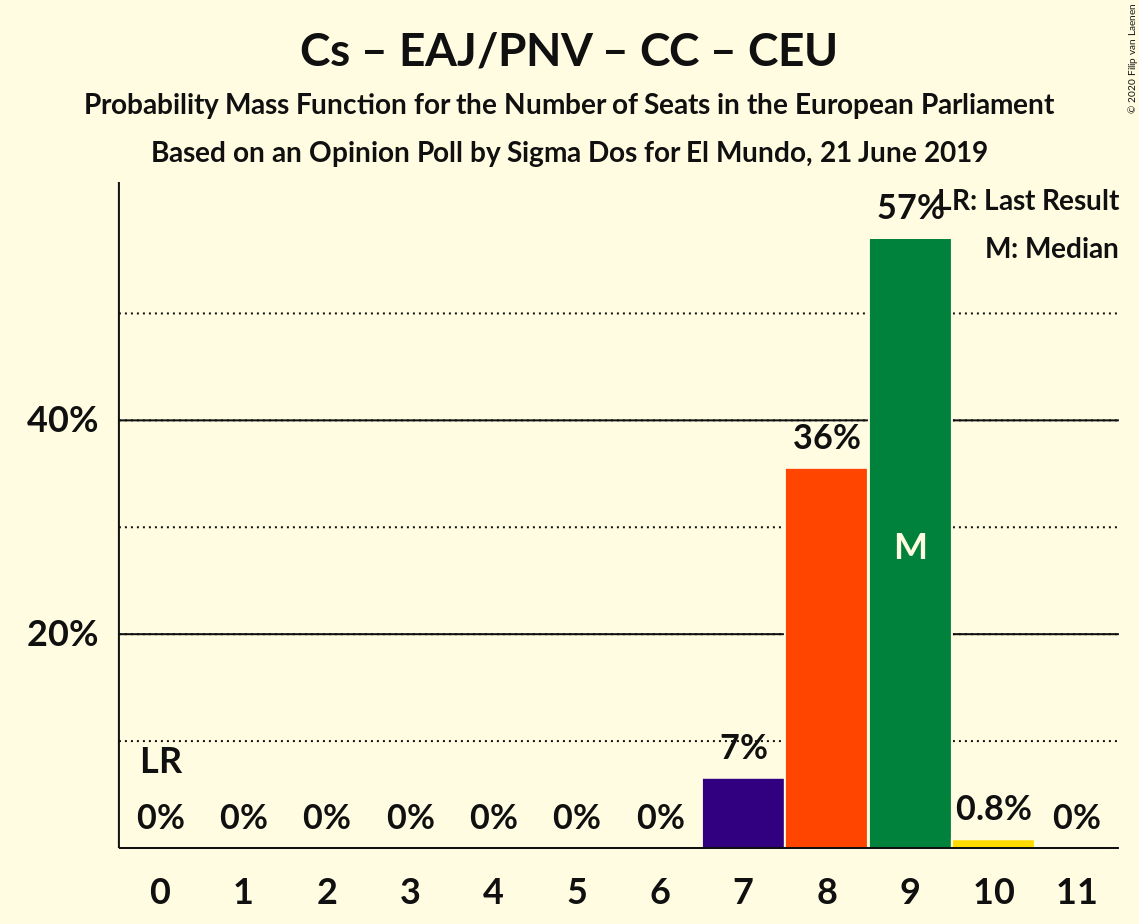 Cs – EAJ/PNV – CC – CEU
Probability Mass Function for the Number of Seats in the European Parliament
Based on an Opinion Poll by Sigma Dos for El Mundo, 21 June 2019
© 2020 Filip van Laenen
LR: Last Result
M: Median
57%
40%
36%
M
20%
7%
LR
0% 0% 0% 0% 0% 0% 0% 0.8% 0%
0 1 2 3 4 5 6 7 8 9 10 11